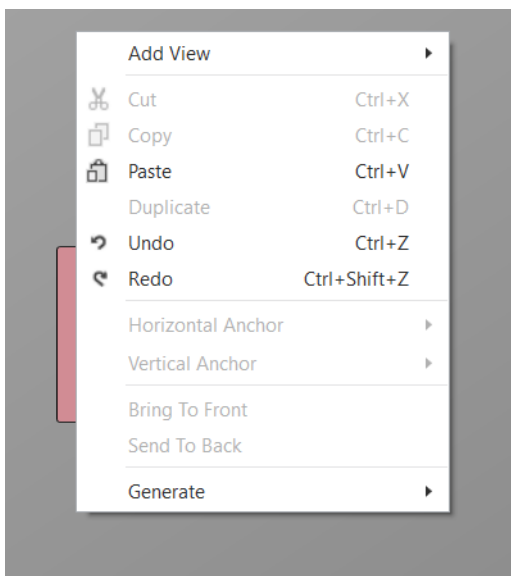 Add View
Cut Ctrl+X
Copy Ctrl+C
Paste Ctrl+V
Duplicate Ctrl+D
Undo Ctrl+Z
Redo Ctrl+Shift+Z
Horizontal Anchor
Vertical Anchor
Bring To Front
Send To Back
Generate